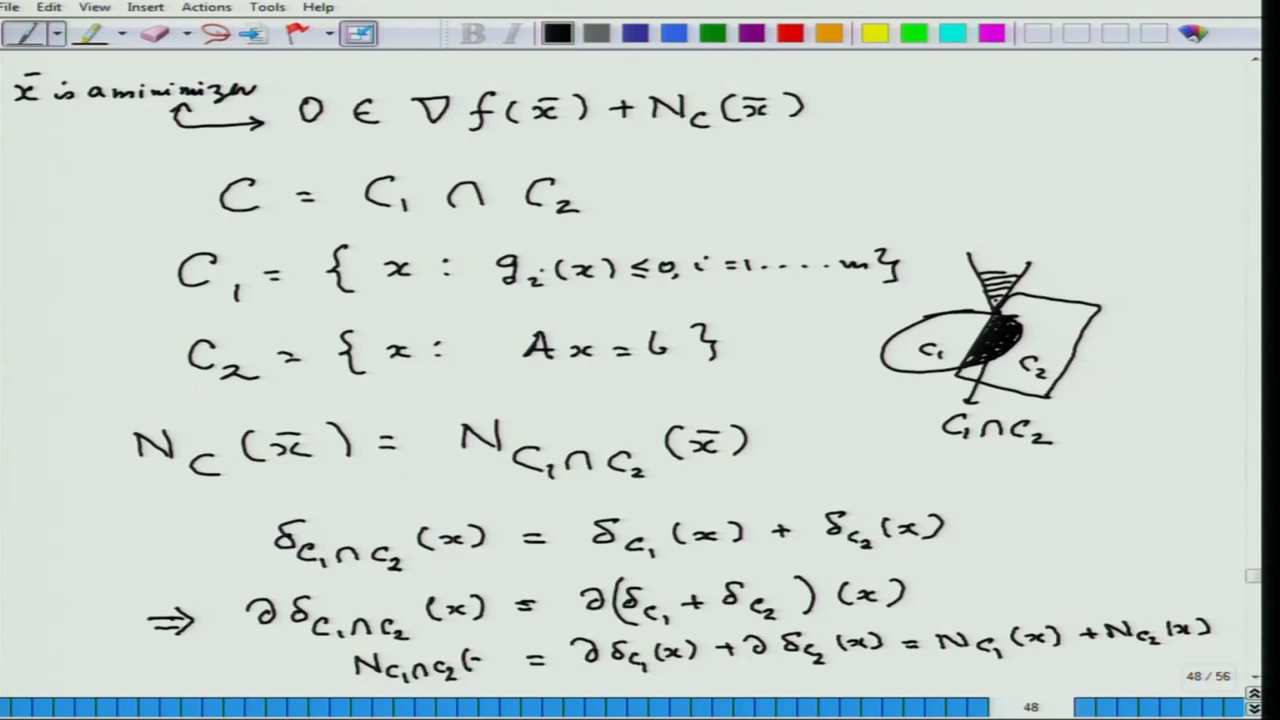 File Edit View Insert Actions Tools Help
B I
x̄ is a minimizer
0 ∈ ∇f(x̄) + N_C(x̄)
C = C₁ ∩ C₂
C₁ = { x : gᵢ(x) ≤ 0, i = 1 ..... m }
C₂ = { x : Ax = b }
C₁
C₂
C₁∩C₂
N_C(x̄) = N_{C₁∩C₂}(x̄)
δ_{C₁∩C₂}(x) = δ_{C₁}(x) + δ_{C₂}(x)
⇒ ∂δ_{C₁∩C₂}(x) = ∂(δ_{C₁} + δ_{C₂})(x)
N_{C₁∩C₂}( = ∂δ_{C₁}(x) + ∂δ_{C₂}(x) = N_{C₁}(x) + N_{C₂}(x)
48 / 56
48